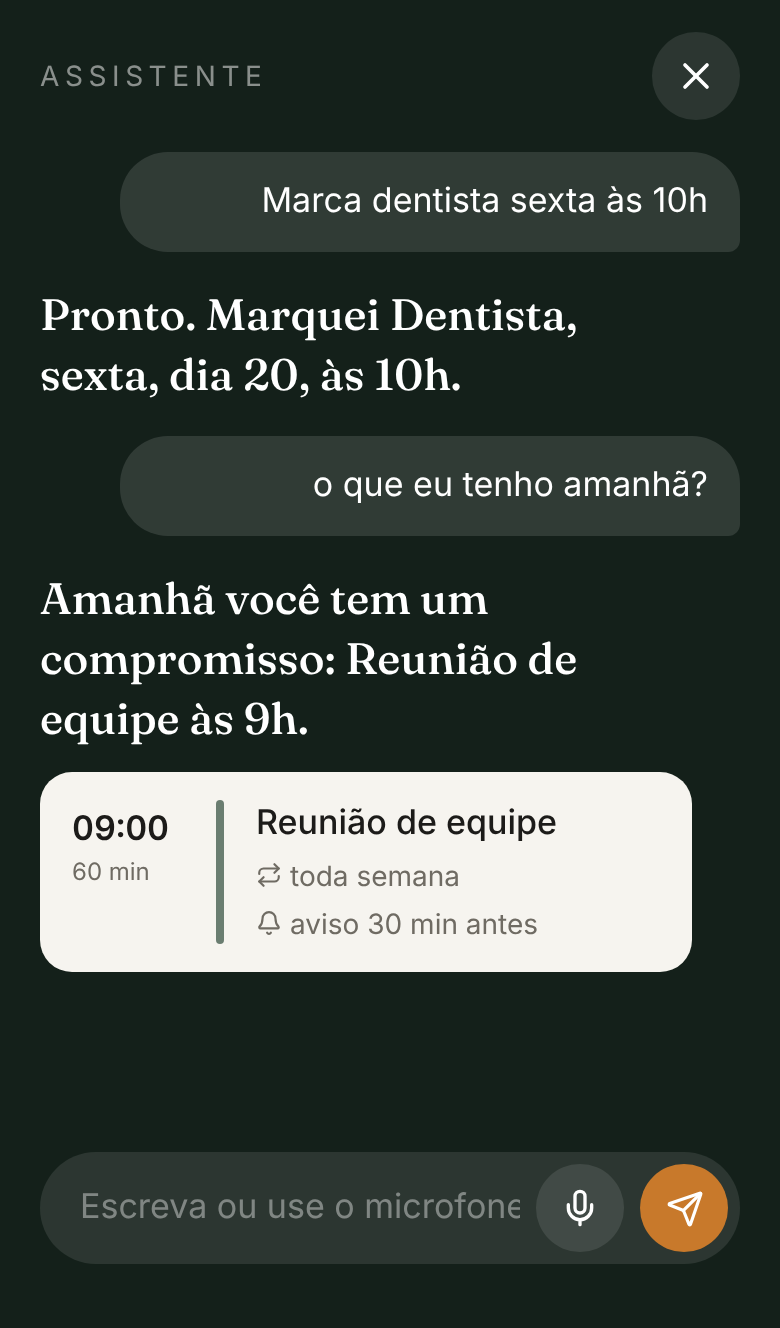 ASSISTENTE
Marca dentista sexta às 10h
Pronto. Marquei Dentista,
sexta, dia 20, às 10h.
o que eu tenho amanhã?
Amanhã você tem um
compromisso: Reunião de
equipe às 9h.
09:00
60 min
Reunião de equipe
toda semana
aviso 30 min antes
Escreva ou use o microfone